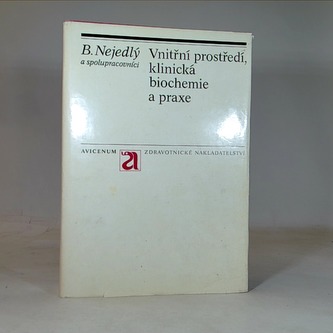 B. Nejedlý
a spolupracovníci
Vnitřní prostředí,
klinická
biochemie
a praxe
AVICENUM
a
ZDRAVOTNICKÉ NAKLADATELSTVÍ